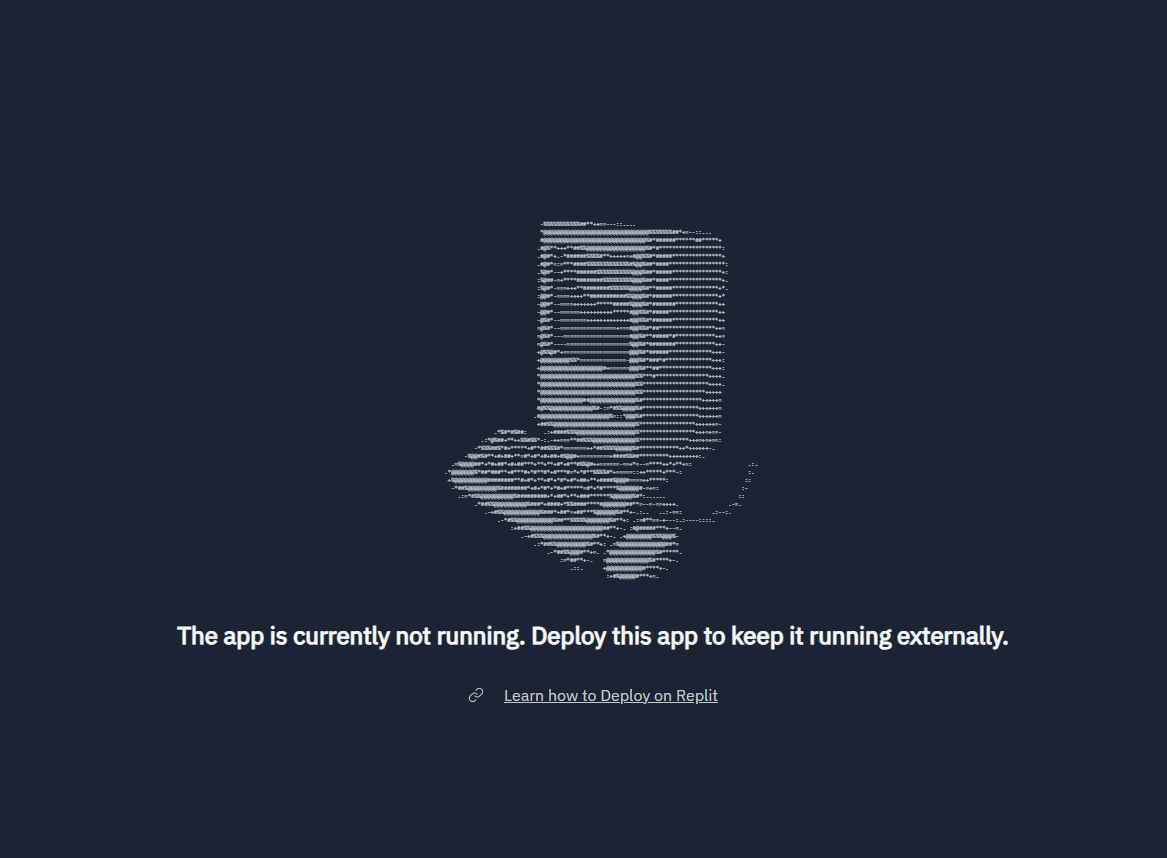 The app is currently not running. Deploy this app to keep it running externally.
Learn how to Deploy on Replit